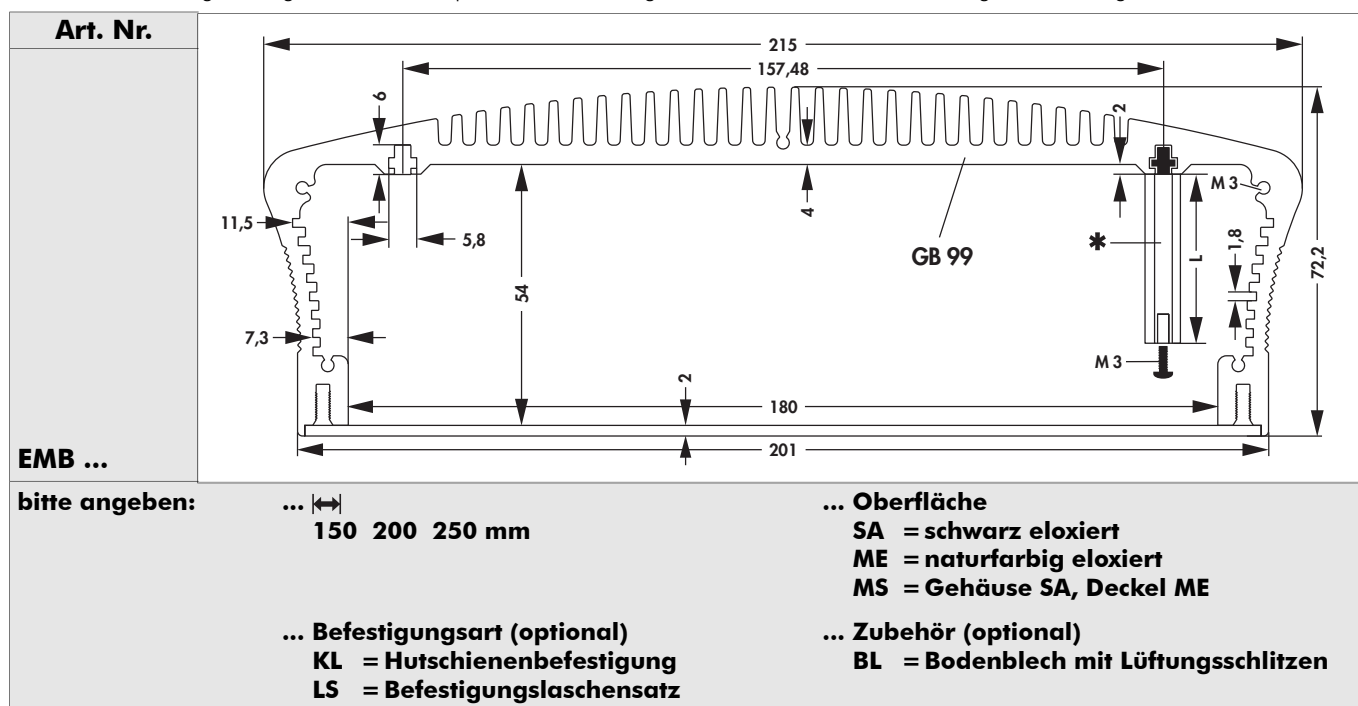 Art. Nr.
215
157,48
6
2
M 3
11,5
5,8
4
GB 99
*
L
1,8
72,2
54
7,3
M 3
2
180
201
EMB ...
bitte angeben:
...
150 200 250 mm
... Oberfläche
SA = schwarz eloxiert
ME = naturfarbig eloxiert
MS = Gehäuse SA, Deckel ME
... Befestigungsart (optional)
KL = Hutschienenbefestigung
LS = Befestigungslaschensatz
... Zubehör (optional)
BL = Bodenblech mit Lüftungsschlitzen